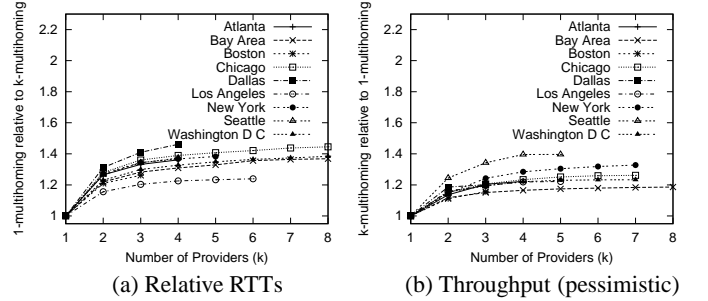 1-multihoming relative to k-multihoming
2.2
2
1.8
1.6
1.4
1.2
1
Atlanta
Bay Area
Boston
Chicago
Dallas
Los Angeles
New York
Seattle
Washington D C
1 2 3 4 5 6 7 8
Number of Providers (k)
(a) Relative RTTs
k-multihoming relative to 1-multihoming
2.2
2
1.8
1.6
1.4
1.2
1
Atlanta
Bay Area
Boston
Chicago
Dallas
Los Angeles
New York
Seattle
Washington D C
1 2 3 4 5 6 7 8
Number of Providers (k)
(b) Throughput (pessimistic)